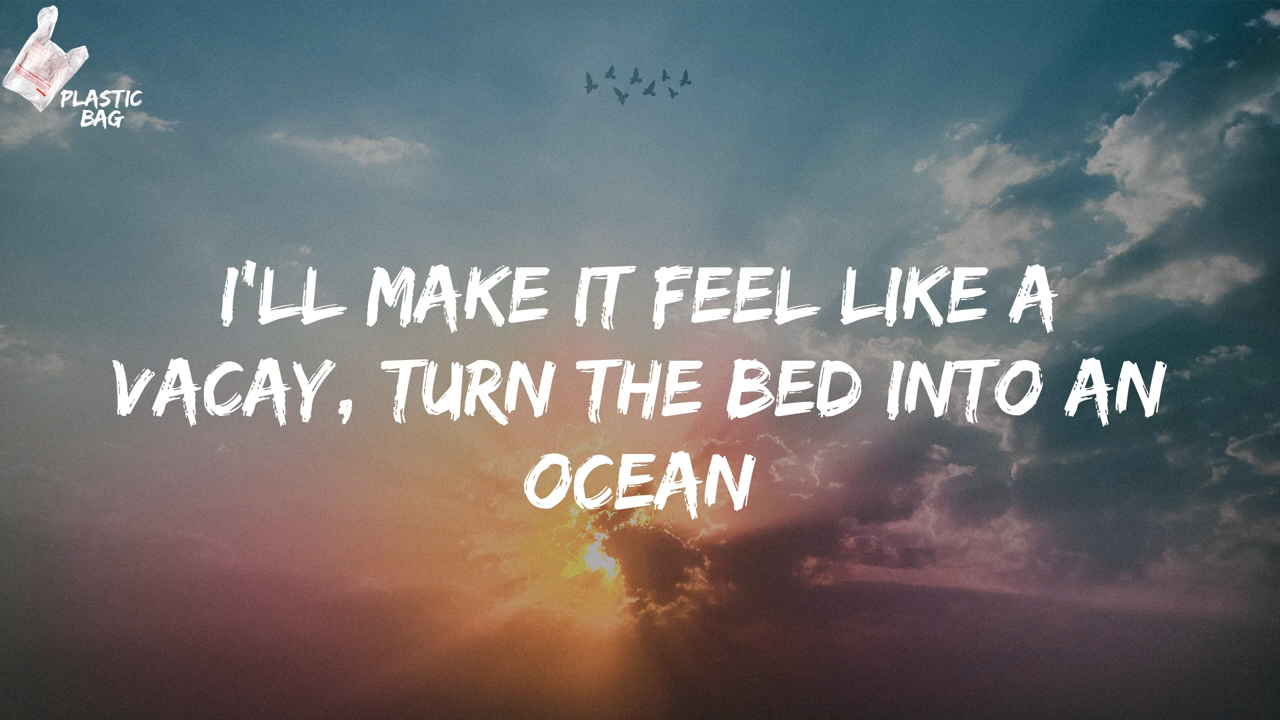 PLASTIC
BAG
I'LL MAKE IT FEEL LIKE A
VACAY, TURN THE BED INTO AN
OCEAN